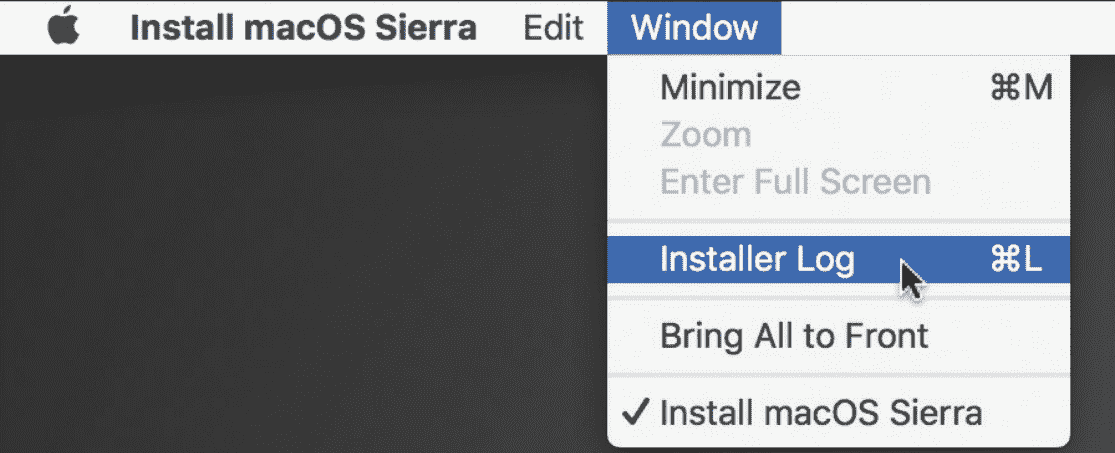 Install macOS Sierra Edit Window
Minimize ⌘M
Zoom
Enter Full Screen
Installer Log ⌘L
Bring All to Front
✓ Install macOS Sierra